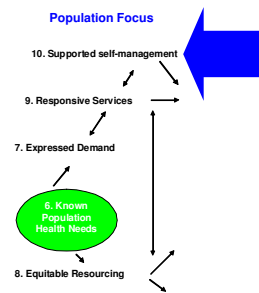 Population Focus
10. Supported self-management
9. Responsive Services
7. Expressed Demand
6. Known
Population
Health Needs
8. Equitable Resourcing